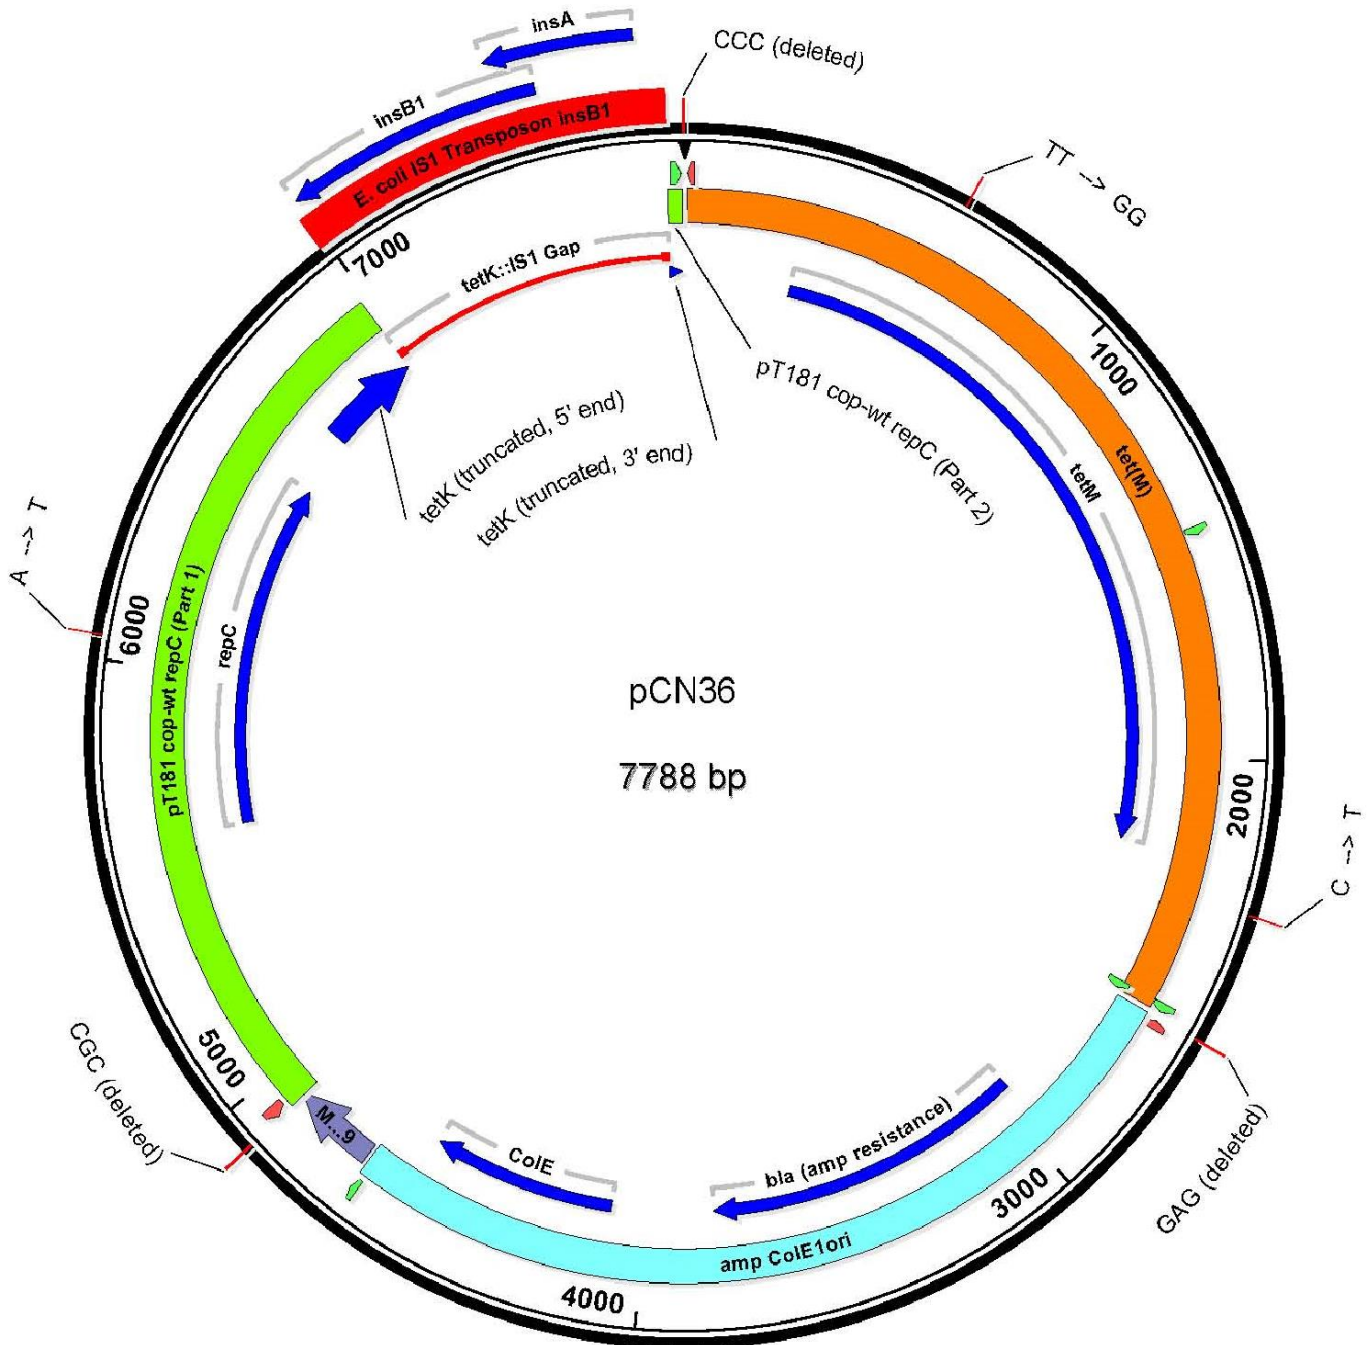 insA
CCC (deleted)
insB1
E. coli IS1 Transposon insB1
TT --> GG
7000
tetK::IS1 Gap
1000
pT181 cop-wt repC (Part 2)
tetK (truncated, 5' end)
tetK (truncated, 3' end)
tet(M)
tetM
A --> T
6000
repC
pT181 cop-wt repC (Part 1)
pCN36
7788 bp
2000
C --> T
5000
CGC (deleted)
M...9
ColE
bla (amp resistance)
3000
GAG (deleted)
amp ColE1ori
4000